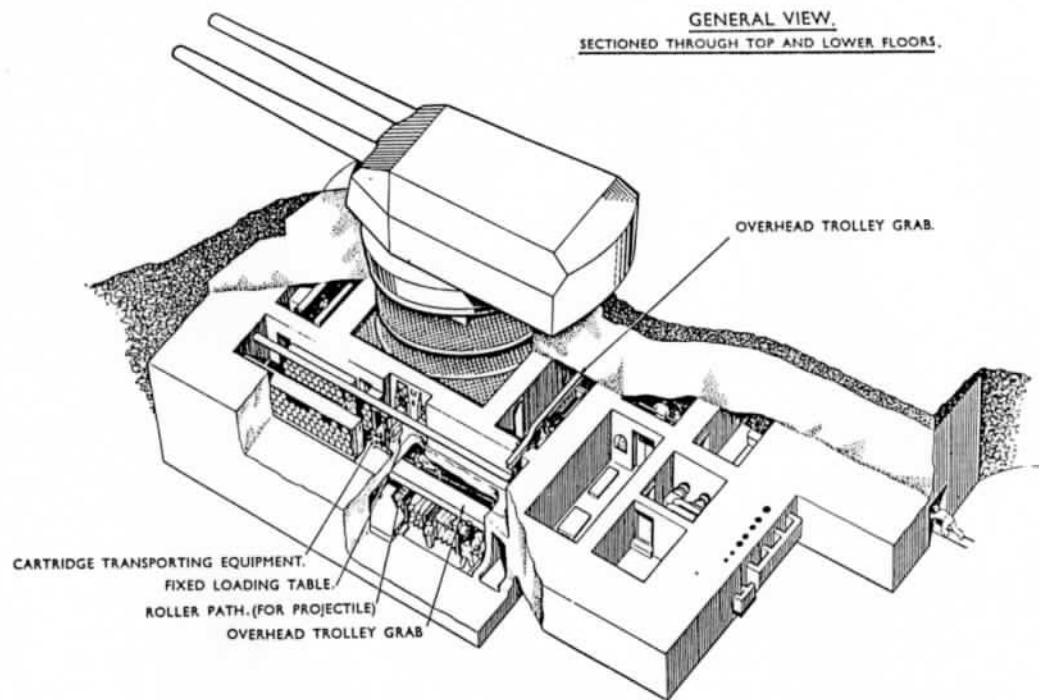 GENERAL VIEW.
SECTIONED THROUGH TOP AND LOWER FLOORS.
OVERHEAD TROLLEY GRAB.
CARTRIDGE TRANSPORTING EQUIPMENT.
FIXED LOADING TABLE.
ROLLER PATH.(FOR PROJECTILE)
OVERHEAD TROLLEY GRAB